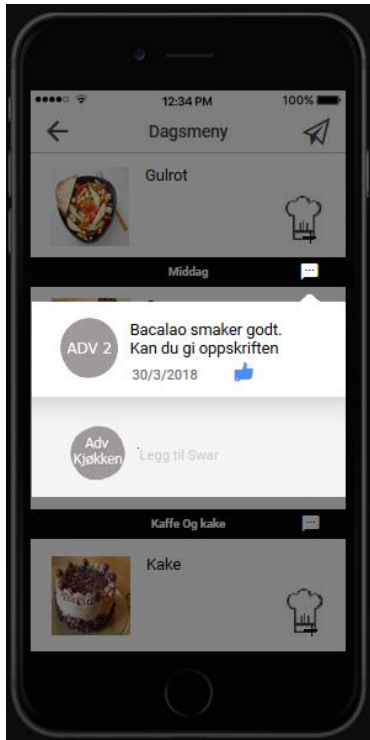 12:34 PM
100%
Dagsmeny
Gulrot
Middag
ADV 2
Bacalao smaker godt.
Kan du gi oppskriften
30/3/2018
Adv
Kjøkken
Legg til Swar
Kaffe Og kake
Kake